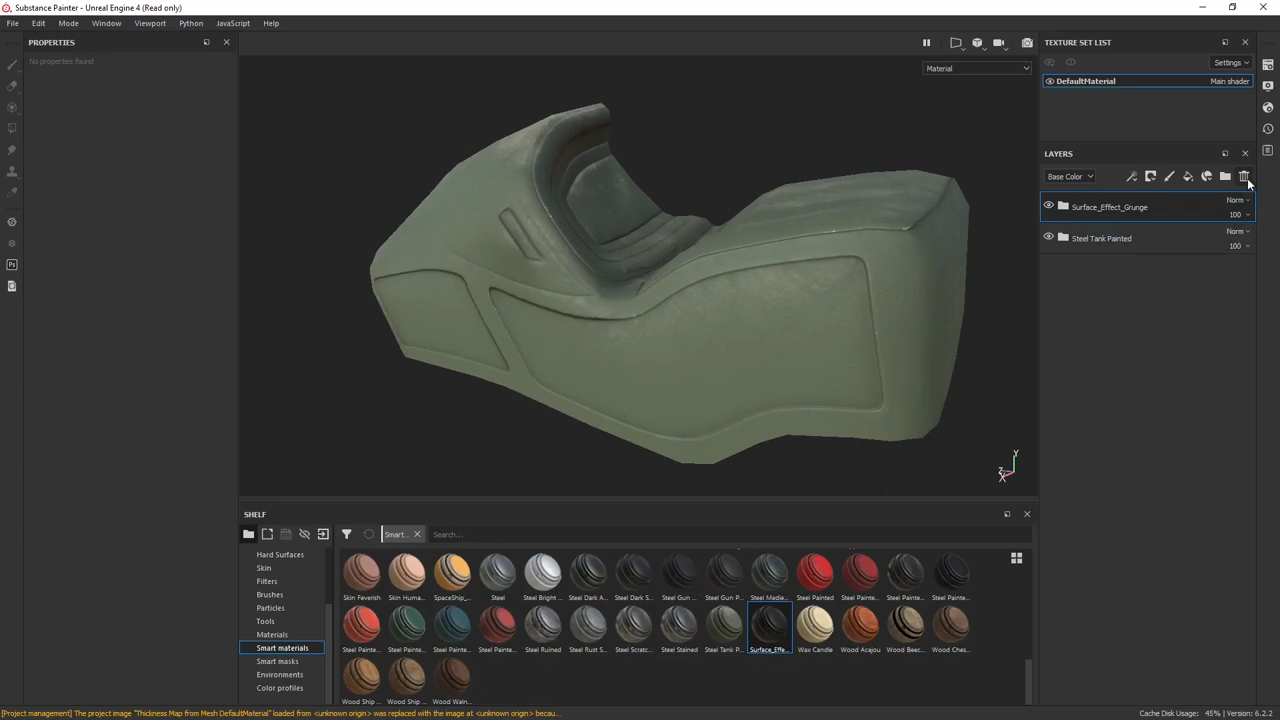 Substance Painter - Unreal Engine 4 (Read only)
File Edit Mode Window Viewport Python JavaScript Help
PROPERTIES
No properties found
Material
TEXTURE SET LIST
Settings
DefaultMaterial Main shader
LAYERS
Base Color
Surface_Effect_Grunge Norm
100
Steel Tank Painted Norm
100
Y
Z
X
SHELF
Smart... Search...
Hard Surfaces
Skin
Filters
Brushes
Particles
Tools
Materials
Smart materials
Smart masks
Environments
Color profiles
Skin Feverish Skin Huma... SpaceShip_... Steel Steel Bright ... Steel Dark A... Steel Dark S... Steel Gun ... Steel Gun P... Steel Medie... Steel Painted Steel Painte... Steel Painte... Steel Painte...
Steel Painte... Steel Painte... Steel Painte... Steel Painte... Steel Ruined Steel Rust S... Steel Scratc... Steel Stained Steel Tank P... Surface_Effe... Wax Candle Wood Acajou Wood Beec... Wood Ches...
Wood Ship ... Wood Ship ... Wood Waln...
[Project management] The project image "Thickness Map from Mesh DefaultMaterial" loaded from <unknown origin> was replaced with the image at <unknown origin> becau...
Cache Disk Usage: 45% | Version: 6.2.2
Ps